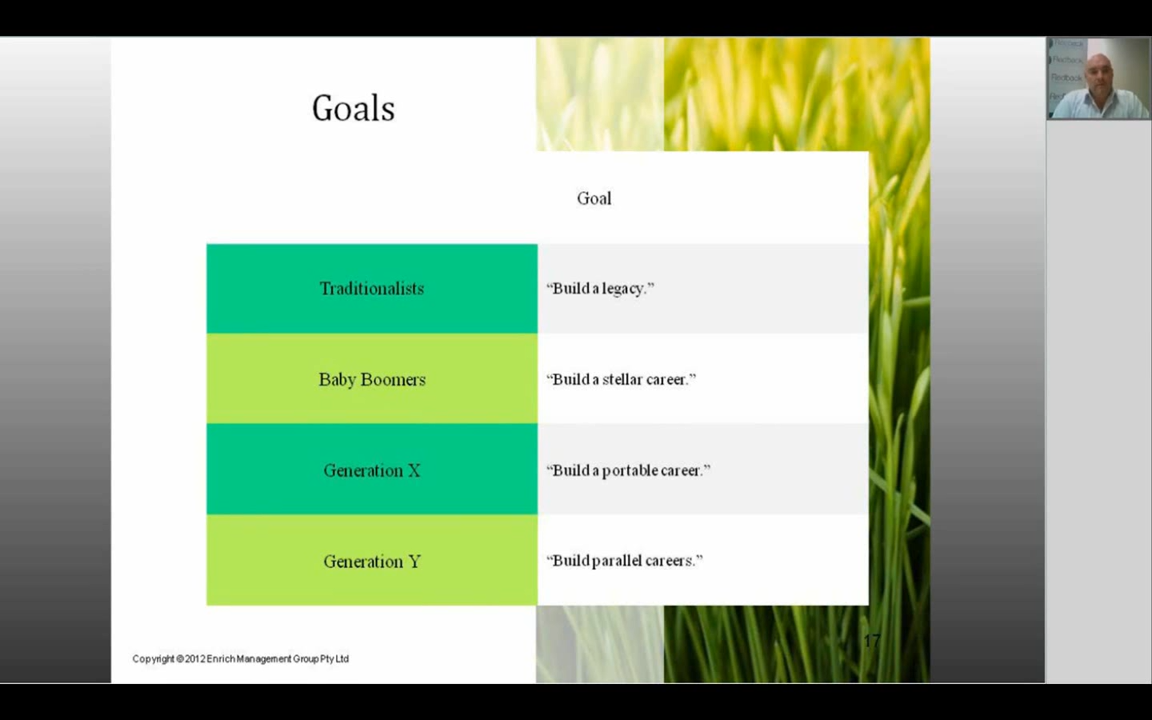 Goals
Goal
Traditionalists
“Build a legacy.”
Baby Boomers
“Build a stellar career.”
Generation X
“Build a portable career.”
Generation Y
“Build parallel careers.”
17
Copyright ©2012 Enrich Management Group Pty Ltd
Redback